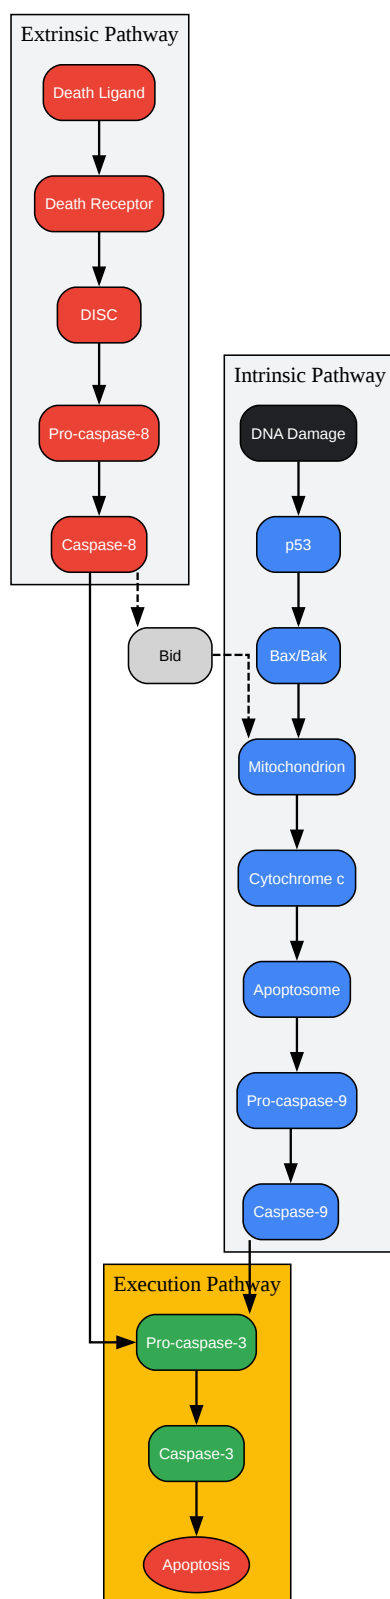 Extrinsic Pathway
Death Ligand
Death Receptor
DISC
Pro-caspase-8
Caspase-8
Bid
Intrinsic Pathway
DNA Damage
p53
Bax/Bak
Mitochondrion
Cytochrome c
Apoptosome
Pro-caspase-9
Caspase-9
Execution Pathway
Pro-caspase-3
Caspase-3
Apoptosis